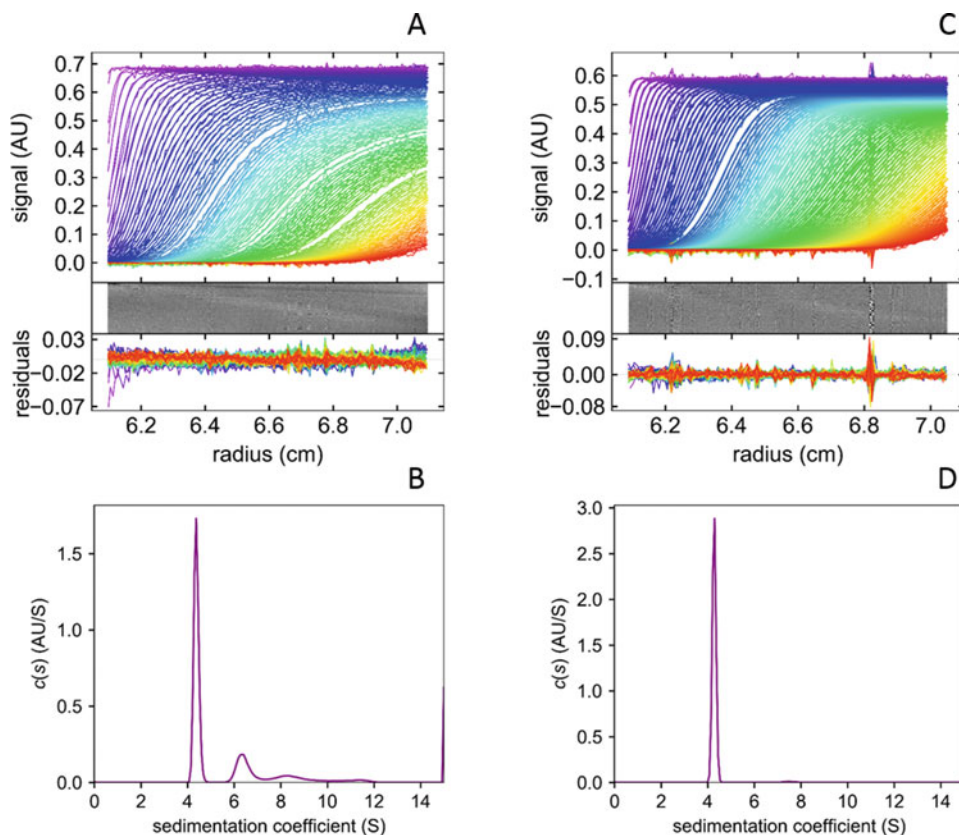 A
signal (AU)
0.7
0.6
0.5
0.4
0.3
0.2
0.1
0.0
residuals
0.03
−0.02
−0.07
6.2 6.4 6.6 6.8 7.0
radius (cm)
C
signal (AU)
0.6
0.5
0.4
0.3
0.2
0.1
0.0
−0.1
residuals
0.09
0.00
−0.08
6.2 6.4 6.6 6.8 7.0
radius (cm)
B
c(s) (AU/S)
1.5
1.0
0.5
0.0
0 2 4 6 8 10 12 14
sedimentation coefficient (S)
D
c(s) (AU/S)
3.0
2.5
2.0
1.5
1.0
0.5
0.0
0 2 4 6 8 10 12 14
sedimentation coefficient (S)